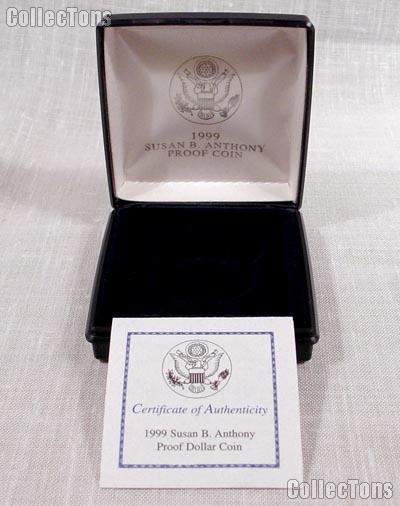 CollecTons
1999
SUSAN B. ANTHONY
PROOF COIN
Certificate of Authenticity
1999 Susan B. Anthony
Proof Dollar Coin
CollecTons